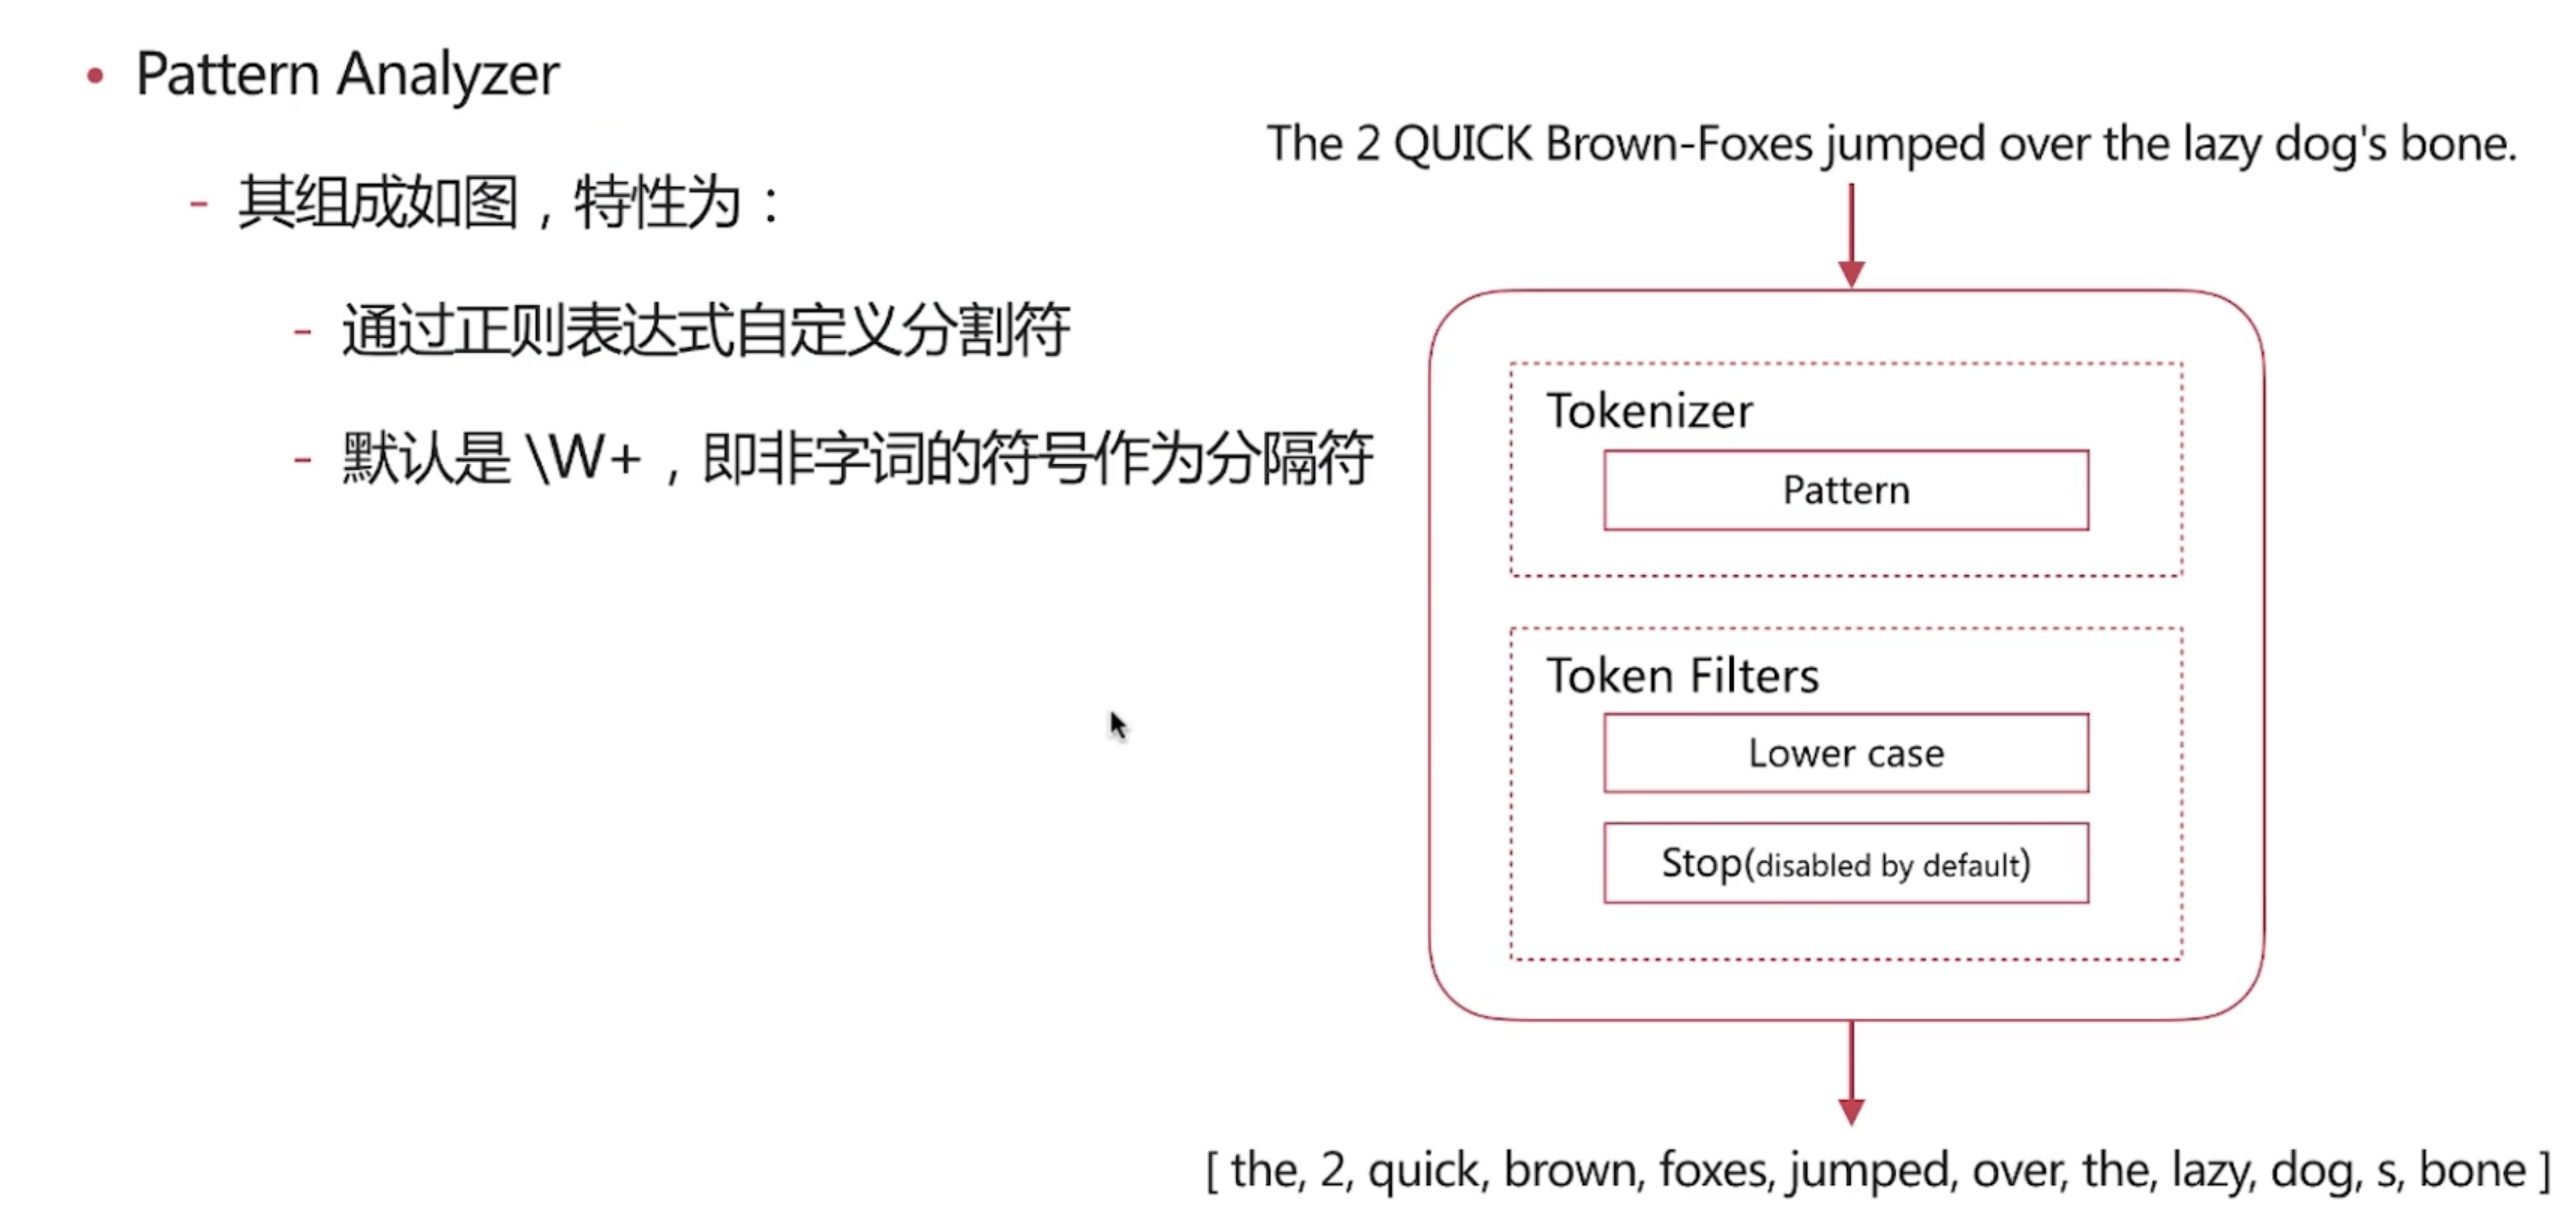 Pattern Analyzer
- 其组成如图，特性为：
- 通过正则表达式自定义分割符
- 默认是 \W+，即非字词的符号作为分隔符
The 2 QUICK Brown-Foxes jumped over the lazy dog's bone.
Tokenizer
Pattern
Token Filters
Lower case
Stop(disabled by default)
[ the, 2, quick, brown, foxes, jumped, over, the, lazy, dog, s, bone ]